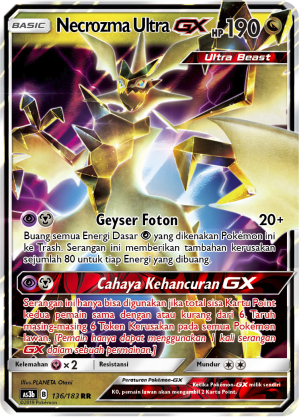 BASIC Necrozma Ultra GX HP 190
Ultra Beast
Geyser Foton 20+
Buang semua Energi Dasar yang dikenakan Pokémon ini
ke Trash. Serangan ini memberikan tambahan kerusakan
sejumlah 80 untuk tiap Energi yang dibuang.
Cahaya Kehancuran GX
Serangan ini hanya bisa digunakan jika total sisa Kartu Point
kedua pemain sama dengan atau kurang dari 6. Taruh
masing-masing 6 Token Kerusakan pada semua Pokémon
lawan. (Pemain hanya dapat menggunakan 1 kali serangan
GX dalam sebuah permainan.)
Kelemahan ×2 Resistansi Mundur
Illus. PLANETA Otani
Peraturan Pokémon-GX
Ketika Pokémon-GX milik sendiri
KO, pemain lawan akan mendapat 2 lembar Kartu Point.
AS3b 136/183 RR